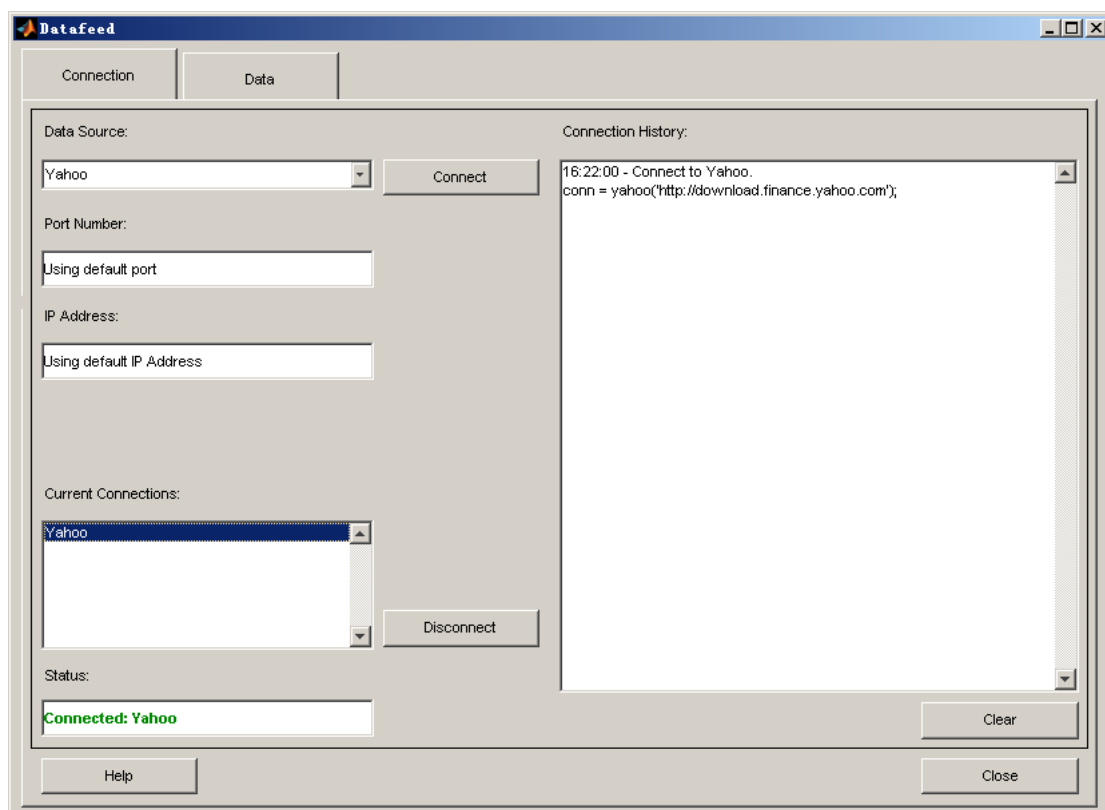 Datafeed
Connection
Data
Data Source:
Yahoo
Connect
Port Number:
Using default port
IP Address:
Using default IP Address
Current Connections:
Yahoo
Disconnect
Status:
Connected: Yahoo
Connection History:
16:22:00 - Connect to Yahoo.
conn = yahoo('http://download.finance.yahoo.com');
Clear
Help
Close